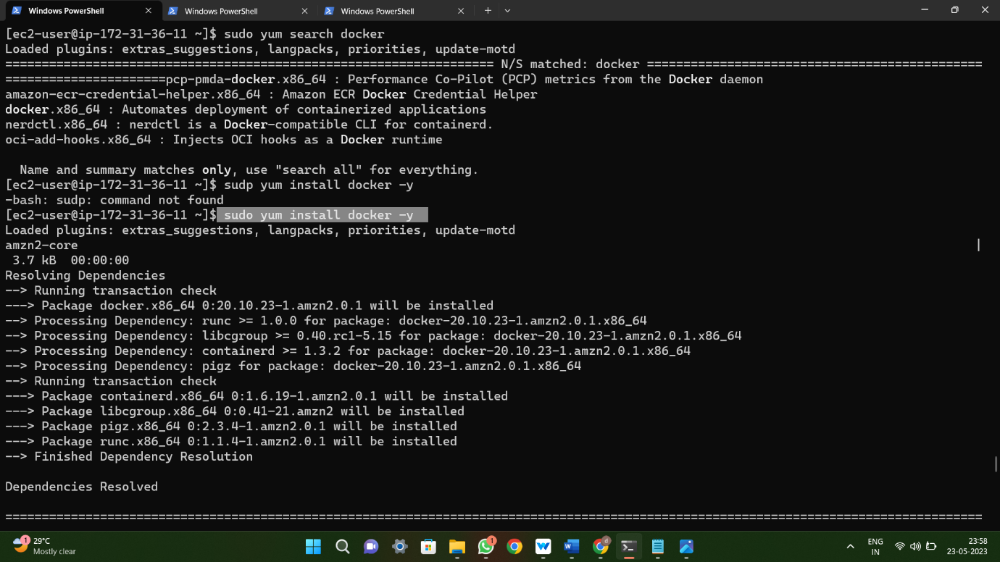 Windows PowerShell
Windows PowerShell
Windows PowerShell
[ec2-user@ip-172-31-36-11 ~]$ sudo yum search docker
Loaded plugins: extras_suggestions, langpacks, priorities, update-motd
=================================================================== N/S matched: docker ==============================================
======================pcp-pmda-docker.x86_64 : Performance Co-Pilot (PCP) metrics from the Docker daemon
amazon-ecr-credential-helper.x86_64 : Amazon ECR Docker Credential Helper
docker.x86_64 : Automates deployment of containerized applications
nerdctl.x86_64 : nerdctl is a Docker-compatible CLI for containerd.
oci-add-hooks.x86_64 : Injects OCI hooks as a Docker runtime
Name and summary matches only, use "search all" for everything.
[ec2-user@ip-172-31-36-11 ~]$ sudp yum install docker -y
-bash: sudp: command not found
[ec2-user@ip-172-31-36-11 ~]$ sudo yum install docker -y
Loaded plugins: extras_suggestions, langpacks, priorities, update-motd
amzn2-core |
3.7 kB 00:00:00
Resolving Dependencies
--> Running transaction check
---> Package docker.x86_64 0:20.10.23-1.amzn2.0.1 will be installed
--> Processing Dependency: runc >= 1.0.0 for package: docker-20.10.23-1.amzn2.0.1.x86_64
--> Processing Dependency: libcgroup >= 0.40.rc1-5.15 for package: docker-20.10.23-1.amzn2.0.1.x86_64
--> Processing Dependency: containerd >= 1.3.2 for package: docker-20.10.23-1.amzn2.0.1.x86_64
--> Processing Dependency: pigz for package: docker-20.10.23-1.amzn2.0.1.x86_64
--> Running transaction check
---> Package containerd.x86_64 0:1.6.19-1.amzn2.0.1 will be installed
---> Package libcgroup.x86_64 0:0.41-21.amzn2 will be installed
---> Package pigz.x86_64 0:2.3.4-1.amzn2.0.1 will be installed
---> Package runc.x86_64 0:1.1.4-1.amzn2.0.1 will be installed
--> Finished Dependency Resolution
Dependencies Resolved
======================================================================================================================================
1
29°C
Mostly clear
1
d
ENG
IN
23:58
23-05-2023